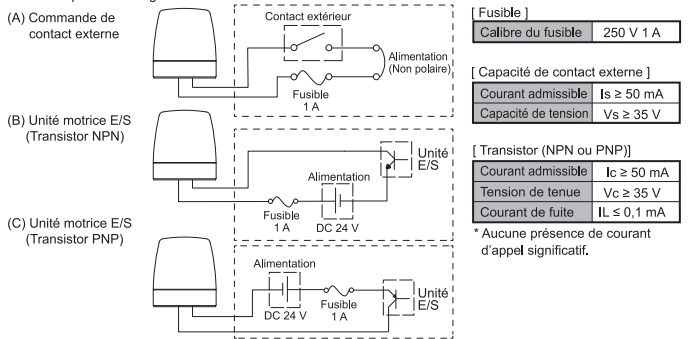 (A) Commande de
contact externe
Contact extérieur
Alimentation
(Non polaire)
Fusible
1 A
(B) Unité motrice E/S
(Transistor NPN)
Unité
E/S
Alimentation
Fusible
1 A
DC 24 V
(C) Unité motrice E/S
(Transistor PNP)
Alimentation
DC 24 V
Fusible
1 A
Unité
E/S
[ Fusible ]
Calibre du fusible 250 V 1 A
[ Capacité de contact externe ]
Courant admissible Is ≥ 50 mA
Capacité de tension Vs ≥ 35 V
[ Transistor (NPN ou PNP)]
Courant admissible Ic ≥ 50 mA
Tension de tenue Vc ≥ 35 V
Courant de fuite IL ≤ 0,1 mA
* Aucune présence de courant
d'appel significatif.